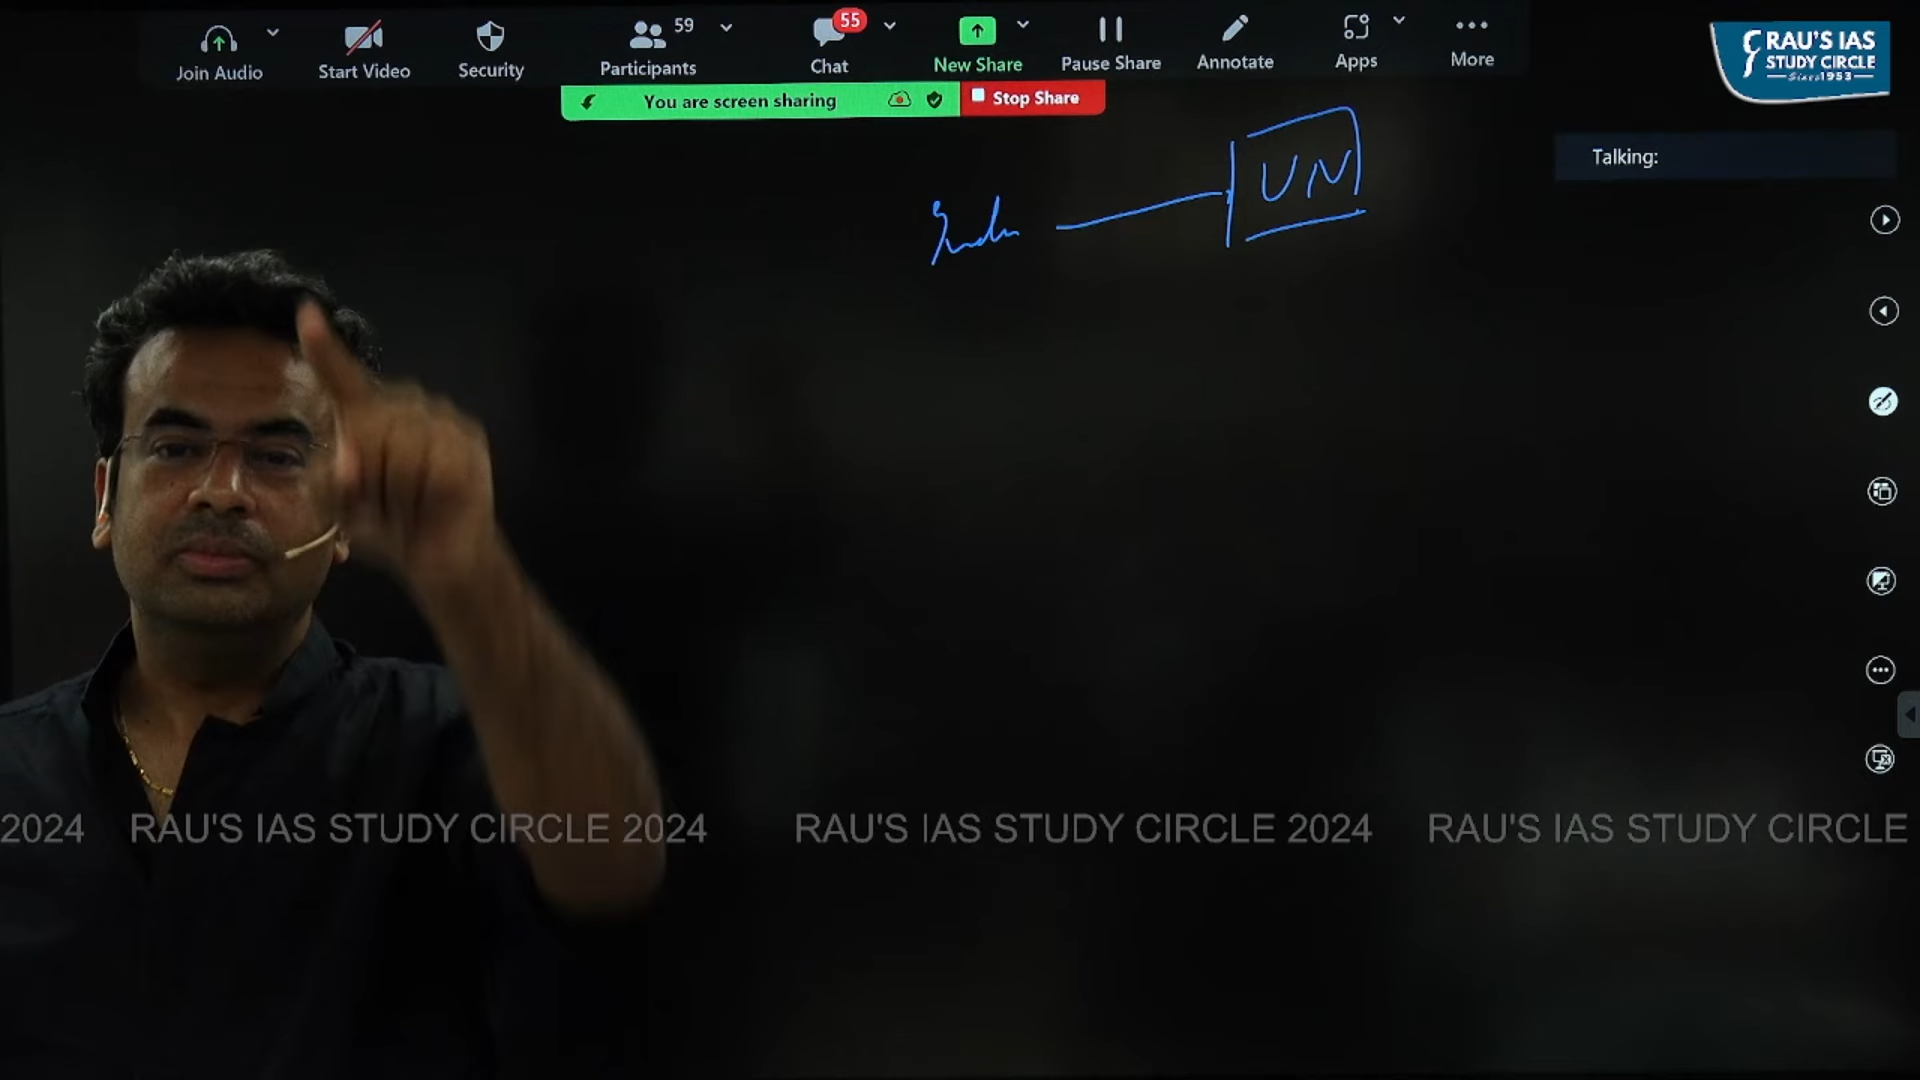 59
55
Join Audio
Start Video
Security
Participants
Chat
New Share
Pause Share
Annotate
Apps
More
RAU'S IAS
STUDY CIRCLE
Since 1953
You are screen sharing
Stop Share
Talking:
UN
2024 RAU'S IAS STUDY CIRCLE 2024 RAU'S IAS STUDY CIRCLE 2024 RAU'S IAS STUDY CIRCLE